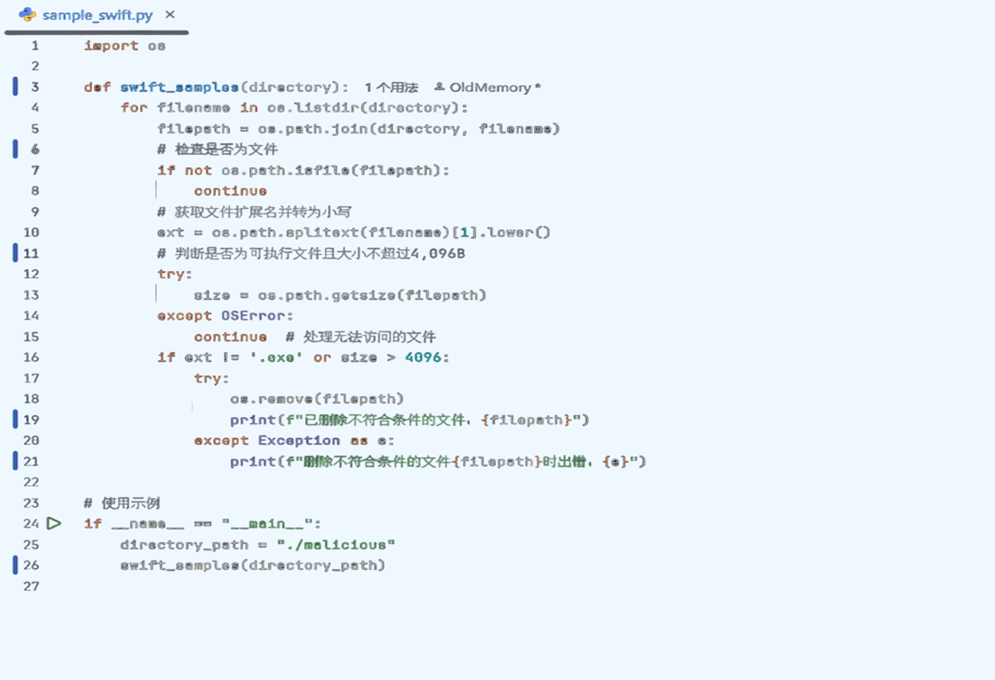 sample_swift.py ×
1 import os
2
3 def swift_samples(directory): 1个用法 OldMemory *
4 for filename in os.listdir(directory):
5 filepath = os.path.join(directory, filename)
6 # 检查是否为文件
7 if not os.path.isfile(filepath):
8 continue
9 # 获取文件扩展名并转为小写
10 ext = os.path.splitext(filename)[1].lower()
11 # 判断是否为可执行文件且大小不超过4,096B
12 try:
13 size = os.path.getsize(filepath)
14 except OSError:
15 continue # 处理无法访问的文件
16 if ext != '.exe' or size > 4096:
17 try:
18 os.remove(filepath)
19 print(f"已删除不符合条件的文件，{filepath}")
20 except Exception as e:
21 print(f"删除不符合条件的文件{filepath}时出错，{e}")
22
23 # 使用示例
24 if __name__ == "__main__":
25 directory_path = "./malicious"
26 swift_samples(directory_path)
27